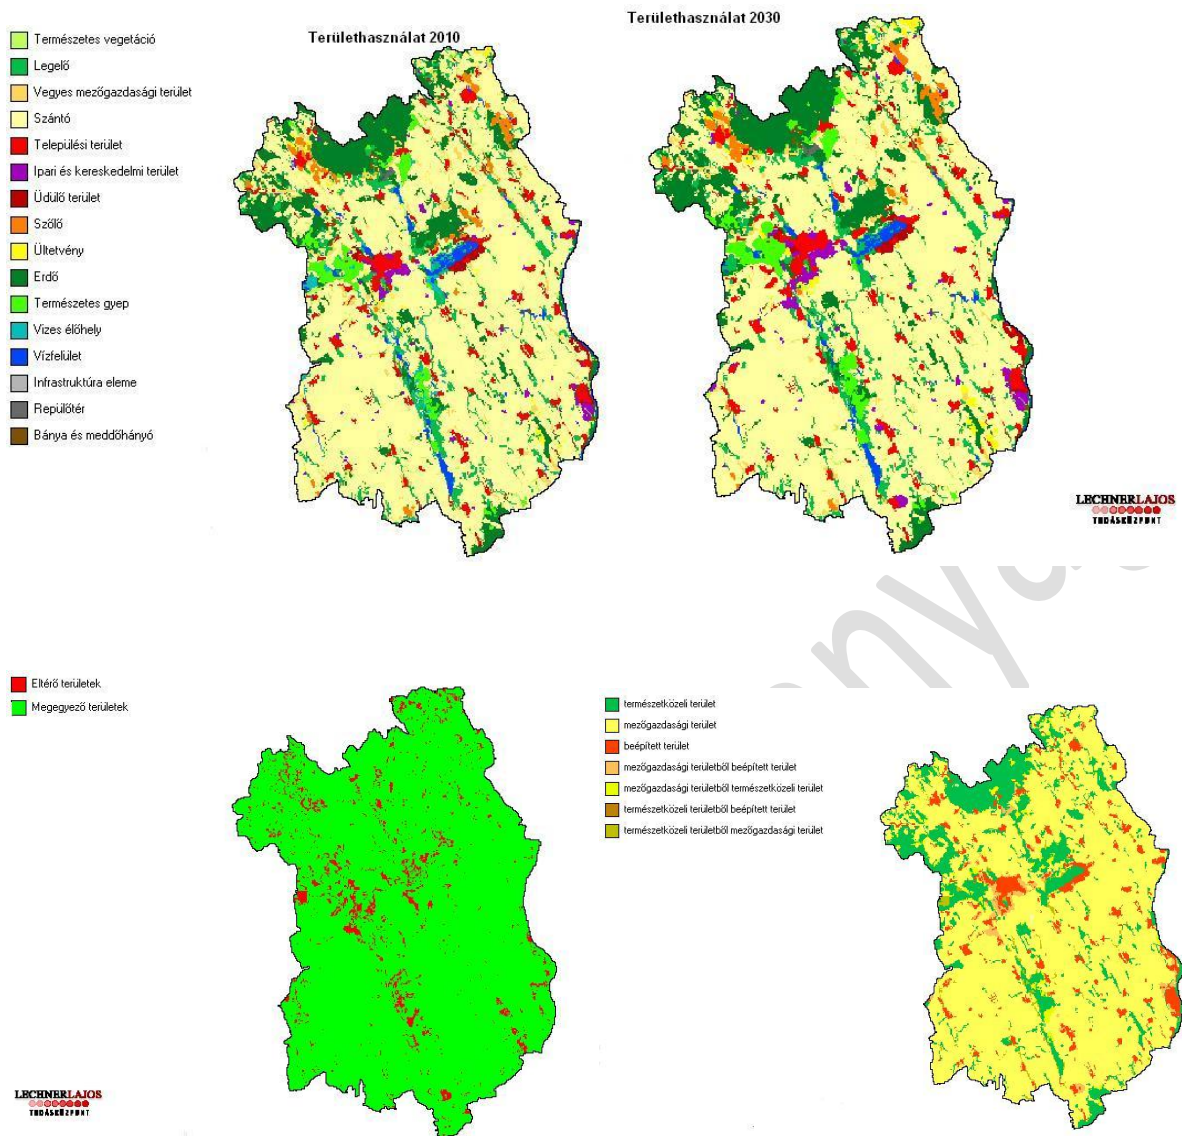 Területhasználat 2010
Területhasználat 2030
Természetes vegetáció
Legelő
Vegyes mezőgazdasági terület
Szántó
Települési terület
Ipari és kereskedelmi terület
Üdülő terület
Szőlő
Ültetvény
Erdő
Természetes gyep
Vizes élőhely
Vízfelület
Infrastruktúra eleme
Repülőtér
Bánya és meddőhányó
LECHNERLAJOS
TUDÁSKÖZPONT
Eltérő területek
Megegyező területek
természetközeli terület
mezőgazdasági terület
beépített terület
mezőgazdasági területből beépített terület
mezőgazdasági területből természetközeli terület
természetközeli területből beépített terület
természetközeli területből mezőgazdasági terület
LECHNERLAJOS
TUDÁSKÖZPONT